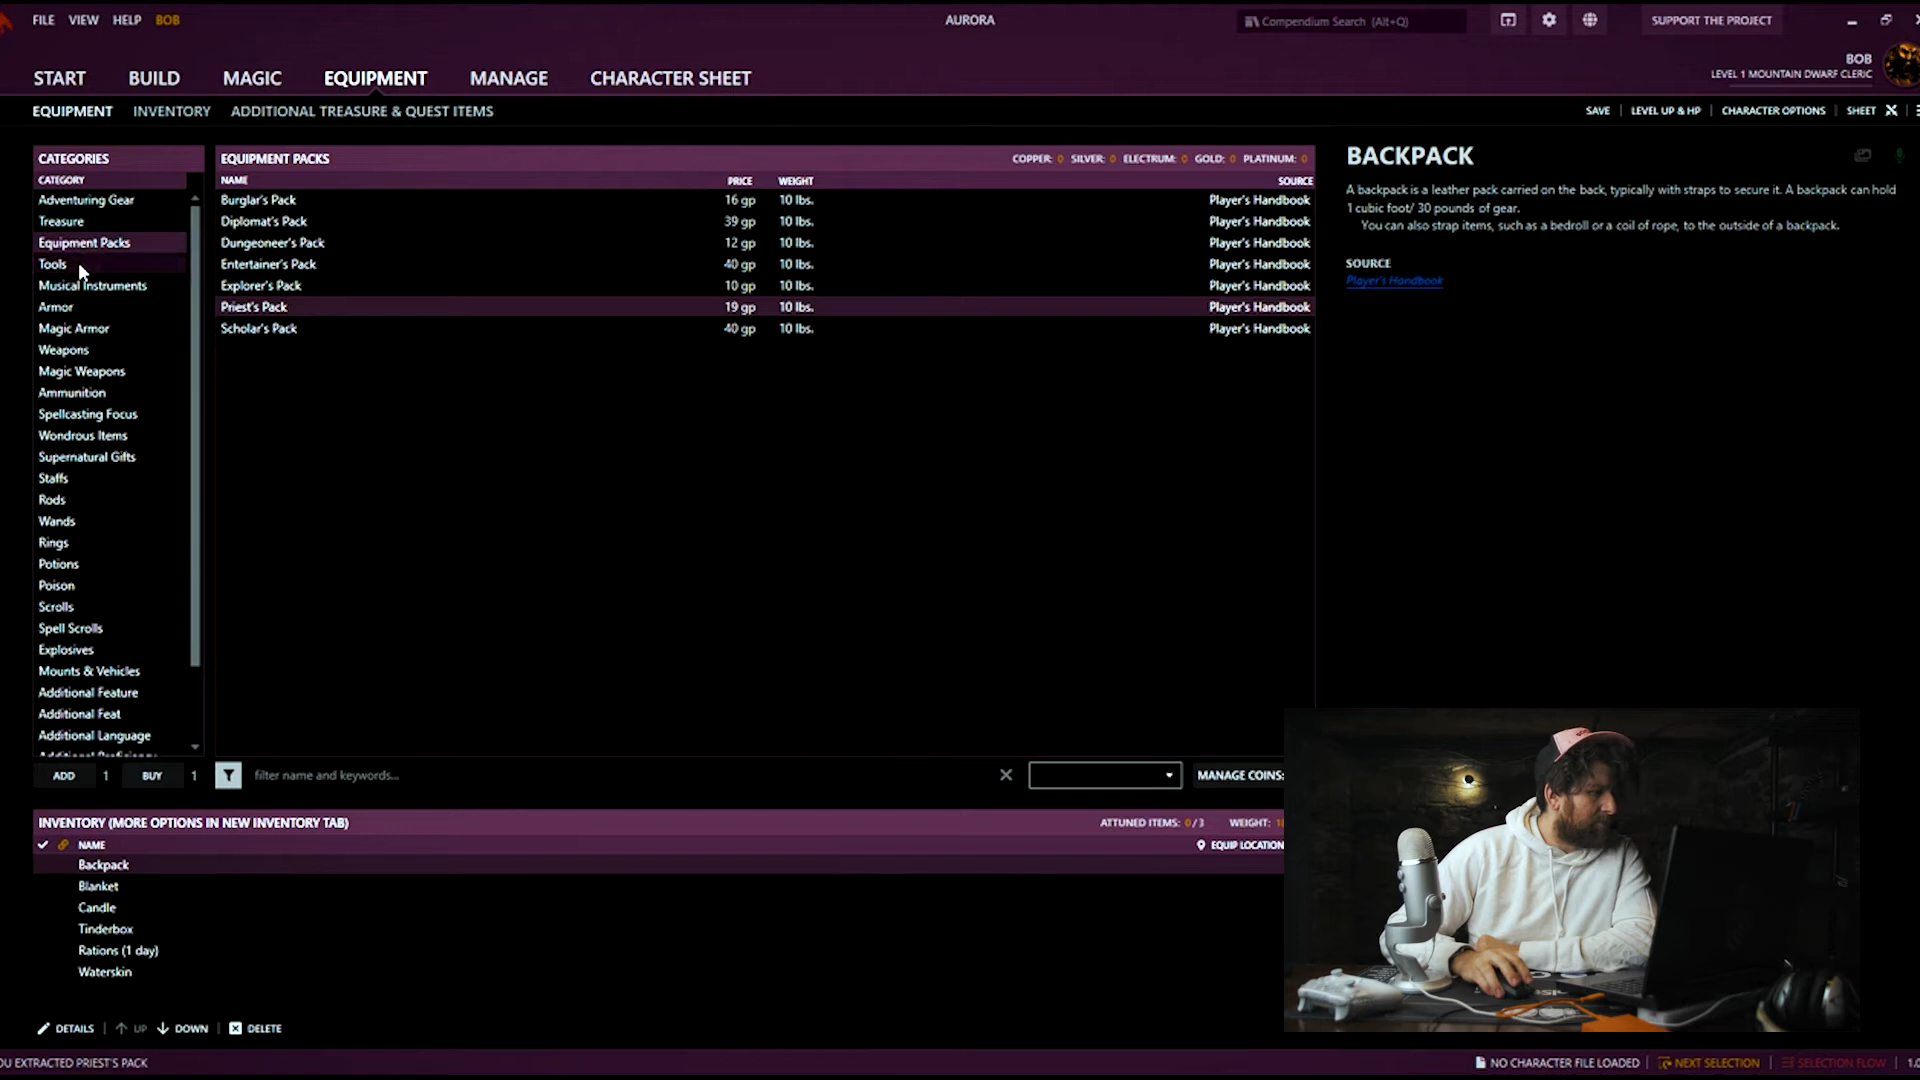 FILE VIEW HELP BOB
AURORA
Compendium Search (Alt+Q)
SUPPORT THE PROJECT
START BUILD MAGIC EQUIPMENT MANAGE CHARACTER SHEET
BOB
LEVEL 1 MOUNTAIN DWARF CLERIC
EQUIPMENT INVENTORY ADDITIONAL TREASURE & QUEST ITEMS
SAVE LEVEL UP & HP CHARACTER OPTIONS SHEET
CATEGORIES
CATEGORY
Adventuring Gear
Treasure
Equipment Packs
Tools
Musical Instruments
Armor
Magic Armor
Weapons
Magic Weapons
Ammunition
Spellcasting Focus
Wondrous Items
Supernatural Gifts
Staffs
Rods
Wands
Rings
Potions
Poison
Scrolls
Spell Scrolls
Explosives
Mounts & Vehicles
Additional Feature
Additional Feat
Additional Language
EQUIPMENT PACKS COPPER: 0 SILVER: 0 ELECTRUM: 0 GOLD: 0 PLATINUM: 0
NAME PRICE WEIGHT SOURCE
Burglar's Pack 16 gp 10 lbs. Player's Handbook
Diplomat's Pack 39 gp 10 lbs. Player's Handbook
Dungeoneer's Pack 12 gp 10 lbs. Player's Handbook
Entertainer's Pack 40 gp 10 lbs. Player's Handbook
Explorer's Pack 10 gp 10 lbs. Player's Handbook
Priest's Pack 19 gp 10 lbs. Player's Handbook
Scholar's Pack 40 gp 10 lbs. Player's Handbook
BACKPACK
A backpack is a leather pack carried on the back, typically with straps to secure it. A backpack can hold
1 cubic foot/ 30 pounds of gear.
You can also strap items, such as a bedroll or a coil of rope, to the outside of a backpack.
SOURCE
Player's Handbook
ADD 1 BUY 1 filter name and keywords... MANAGE COINS:
INVENTORY (MORE OPTIONS IN NEW INVENTORY TAB) ATTUNED ITEMS: 0/3 WEIGHT:
NAME EQUIP LOCATION
Backpack
Blanket
Candle
Tinderbox
Rations (1 day)
Waterskin
DETAILS UP DOWN DELETE
OU EXTRACTED PRIEST'S PACK
NO CHARACTER FILE LOADED NEXT SELECTION SELECTION FLOW 1.0